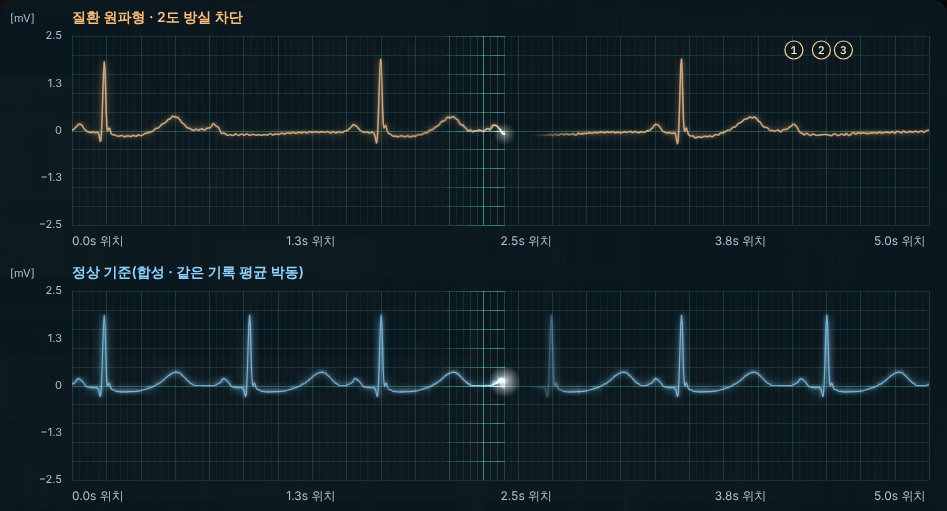 [mV] 질환 원파형 · 2도 방실 차단
2.5
① ② ③
1.3
0
−1.3
−2.5
0.0s 위치 1.3s 위치 2.5s 위치 3.8s 위치 5.0s 위치
[mV] 정상 기준(합성 · 같은 기록 평균 박동)
2.5
1.3
0
−1.3
−2.5
0.0s 위치 1.3s 위치 2.5s 위치 3.8s 위치 5.0s 위치